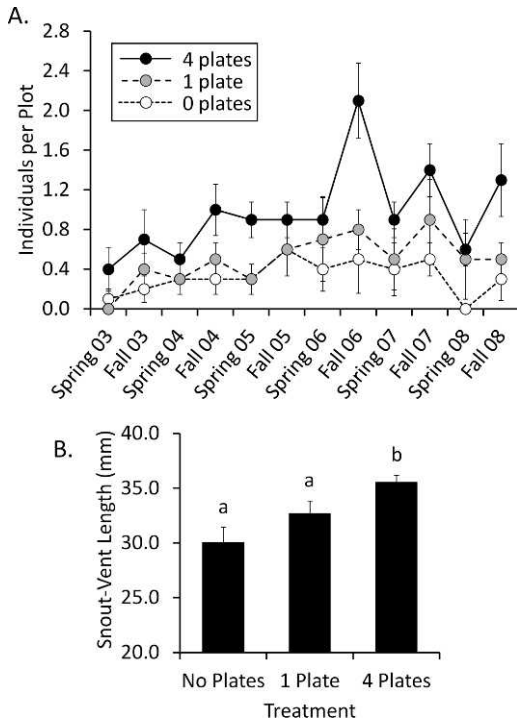 A.
2.8
2.4
2.0
1.6
1.2
0.8
0.4
0.0
Individuals per Plot
4 plates
1 plate
0 plates
Spring 03
Fall 03
Spring 04
Fall 04
Spring 05
Fall 05
Spring 06
Fall 06
Spring 07
Fall 07
Spring 08
Fall 08
B.
40.0
35.0
30.0
25.0
20.0
Snout-Vent Length (mm)
a
a
b
No Plates
1 Plate
4 Plates
Treatment